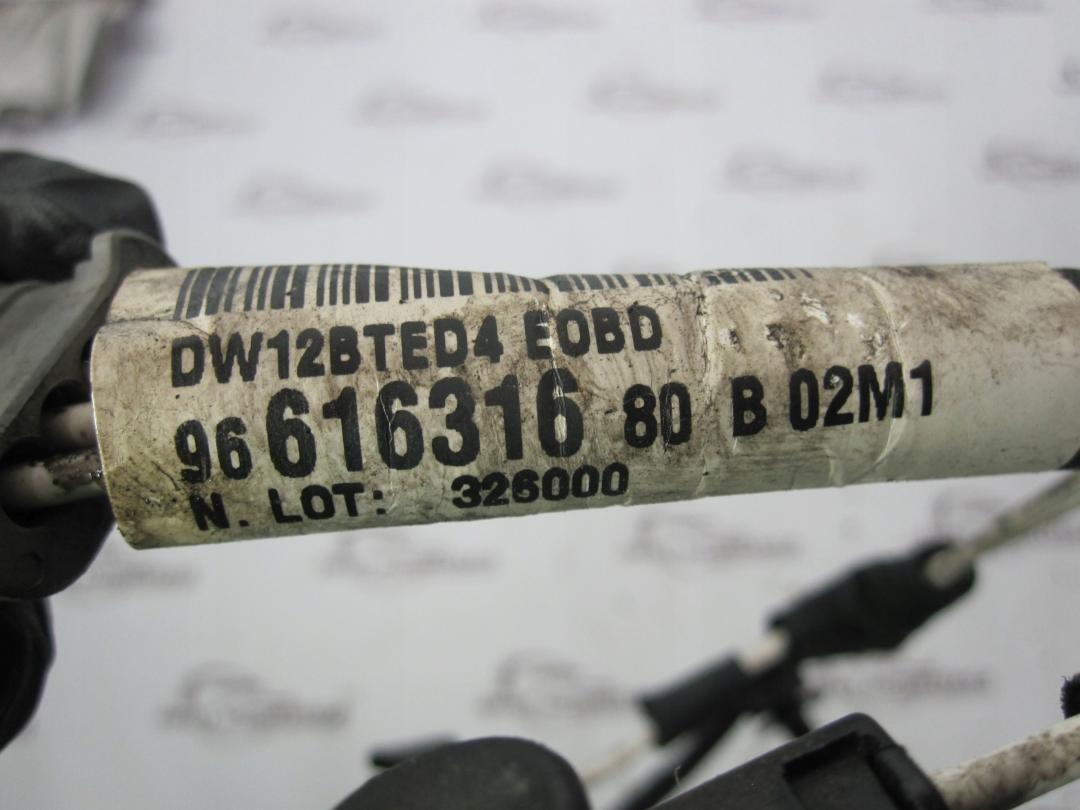 DW12BTED4 EOBD
96 616316 80 B 02M1
N. LOT: 326000